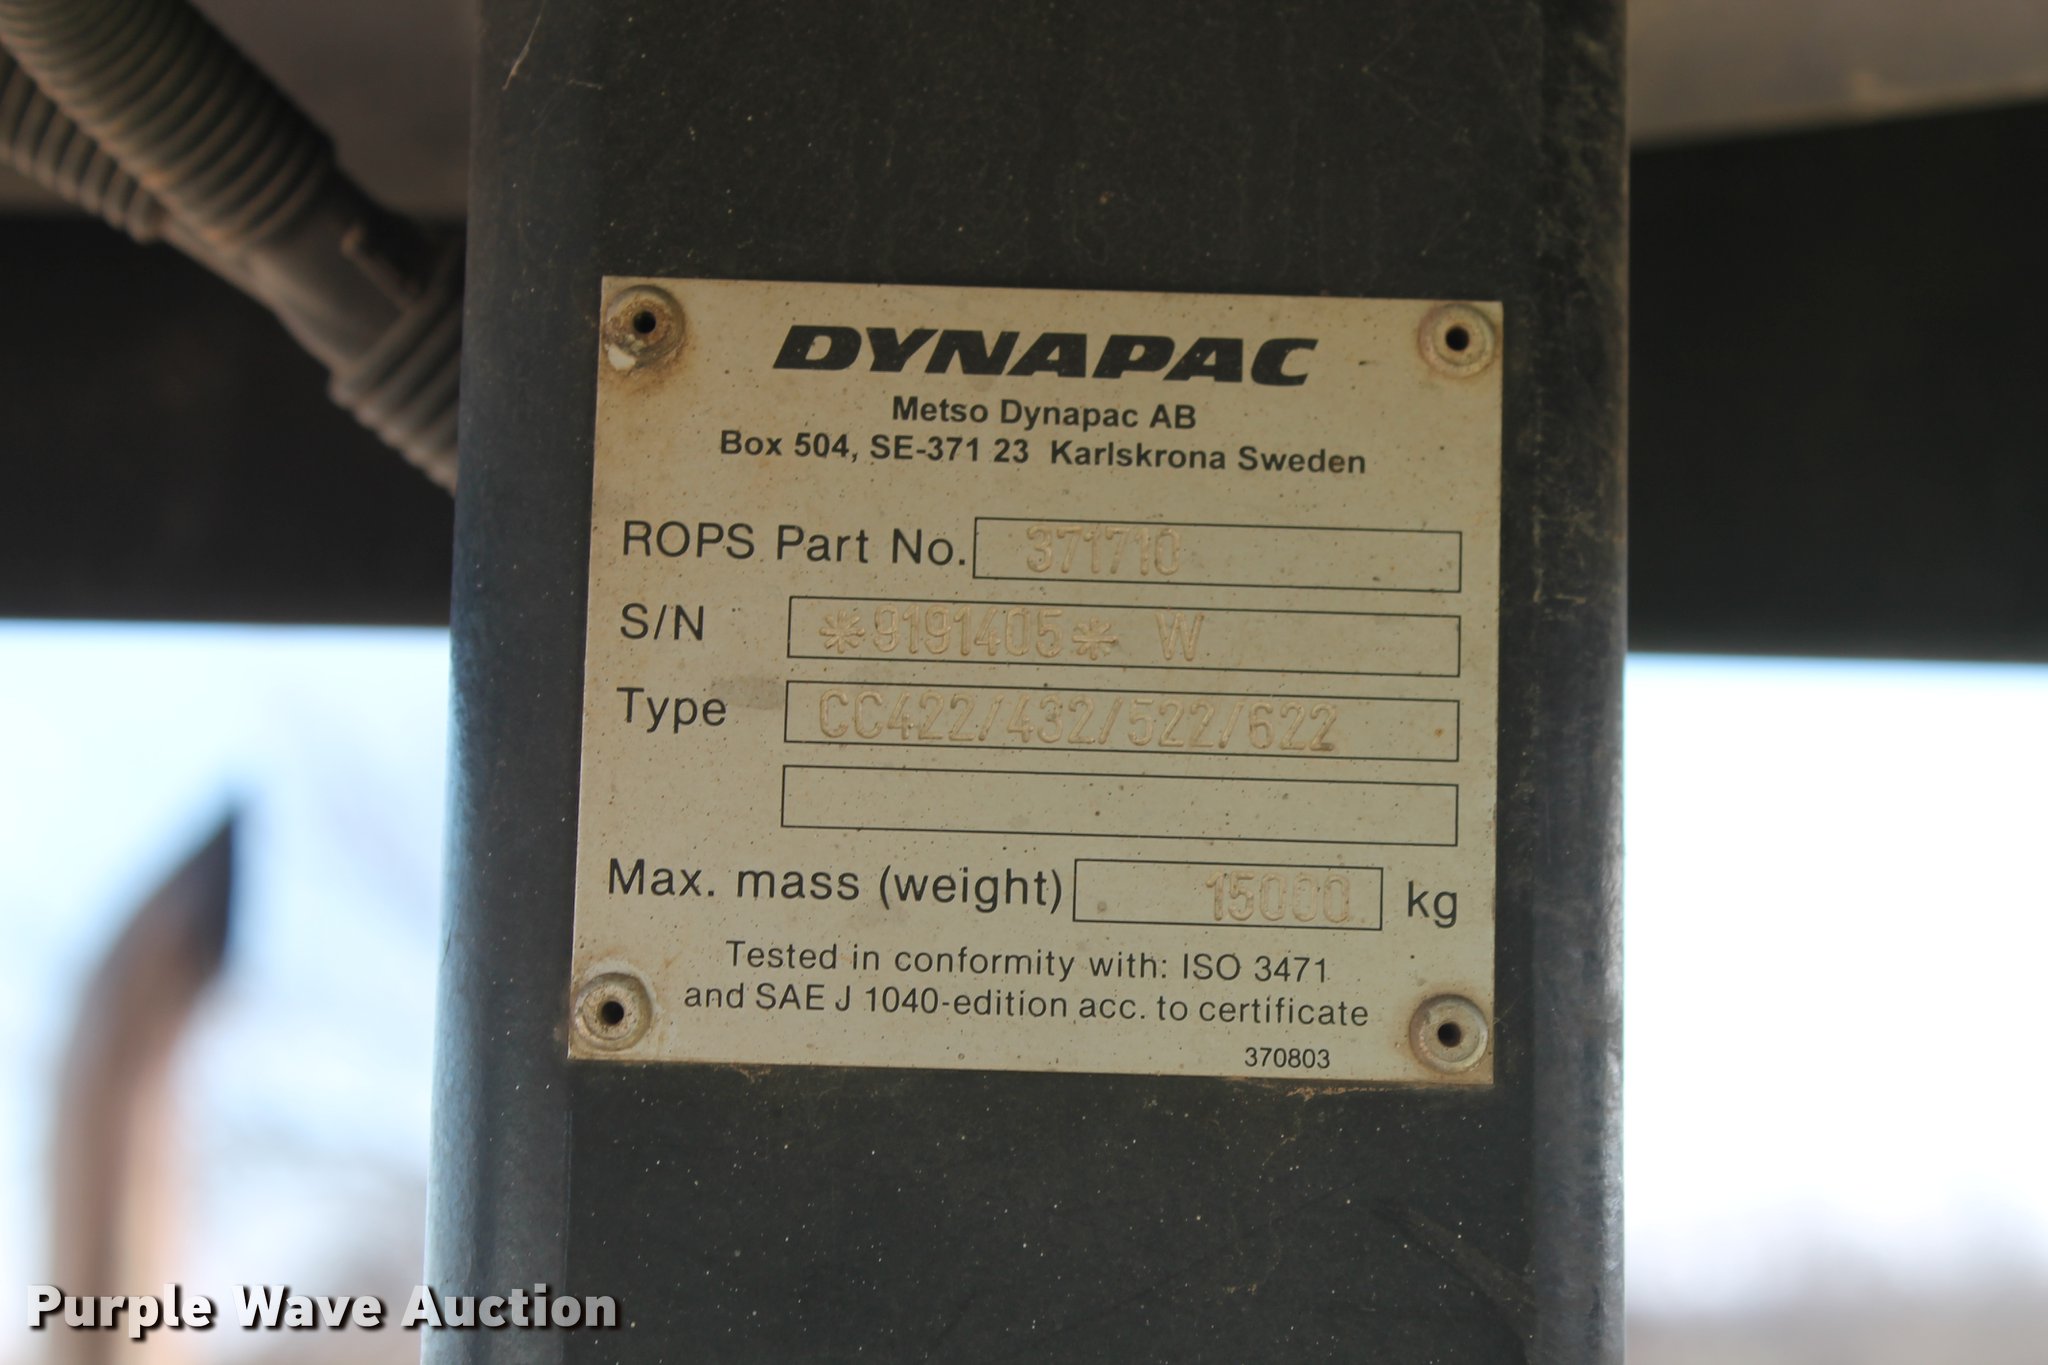 DYNAPAC
Metso Dynapac AB
Box 504, SE-371 23 Karlskrona Sweden
ROPS Part No. 371710
S/N *9191405* W
Type CC422/432/522/622
Max. mass (weight) 15000 kg
Tested in conformity with: ISO 3471
and SAE J 1040-edition acc. to certificate
370803
Purple Wave Auction